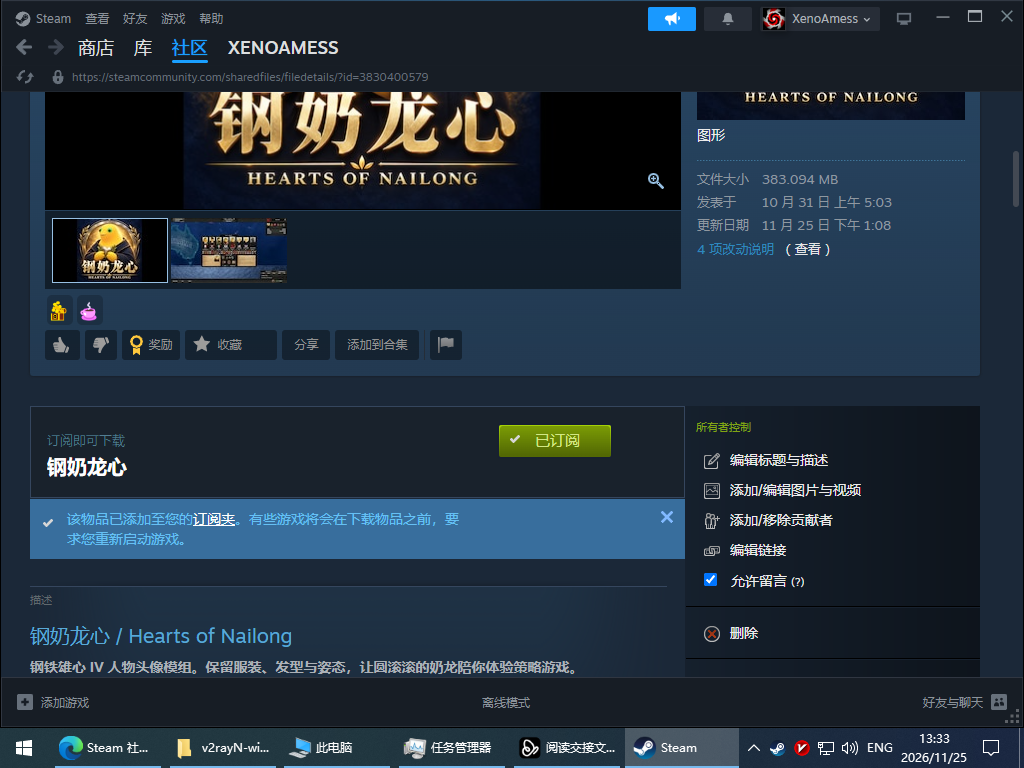 Steam 查看 好友 游戏 帮助
XenoAmess
商店 库 社区 XENOAMESS
https://steamcommunity.com/sharedfiles/filedetails/?id=3830400579
钢奶龙心
HEARTS OF NAILONG
HEARTS OF NAILONG
图形
文件大小 383.094 MB
发表于 10 月 31 日 上午 5:03
更新日期 11 月 25 日 下午 1:08
4 项改动说明 ( 查看 )
钢奶龙心
HEARTS OF NAILONG
奖励 收藏 分享 添加到合集
订阅即可下载
钢奶龙心
已订阅
该物品已添加至您的订阅夹。有些游戏将会在下载物品之前，要
求您重新启动游戏。
所有者控制
编辑标题与描述
添加/编辑图片与视频
添加/移除贡献者
编辑链接
允许留言 (?)
删除
描述
钢奶龙心 / Hearts of Nailong
钢铁雄心 IV 人物头像模组。保留服装、发型与姿态，让圆滚滚的奶龙陪你体验策略游戏。
添加游戏 离线模式 好友与聊天
Steam 社... v2rayN-wi... 此电脑 任务管理器 阅读交接文... Steam ENG
13:33
2026/11/25